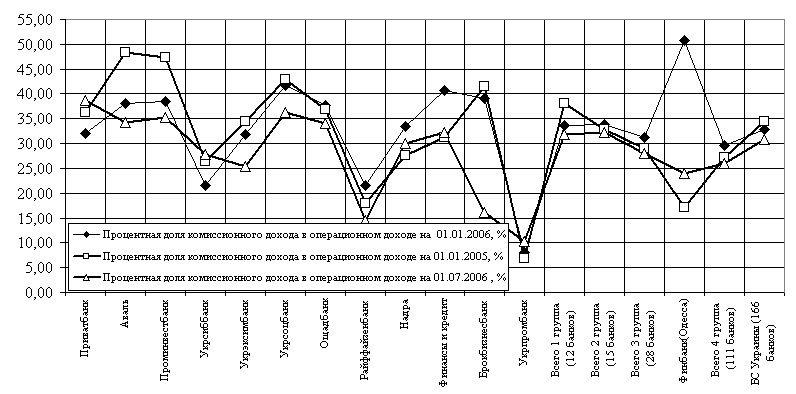 55,00
50,00
45,00
40,00
35,00
30,00
25,00
20,00
15,00
10,00
5,00
0,00
Процентная доля комиссионного дохода в операционном доходе на 01.01.2006, %
Процентная доля комиссионного дохода в операционном доходе на 01.01.2005, %
Процентная доля комиссионного дохода в операционном доходе на 01.07.2006 , %
Приватбанк
Аваль
Проминвестбанк
Укрсиббанк
Укрэксимбанк
Укрсоцбанк
Ощадбанк
Райффайзенбанк
Надра
Финансы и кредит
Брокбизнесбанк
Укрпромбанк
Всего 1 группа
(12 банков)
Всего 2 группа
(15 банков)
Всего 3 группа
(28 банков)
Финбанк(Одесса)
Всего 4 группа
(111 банков)
БС Украины (166
банков)